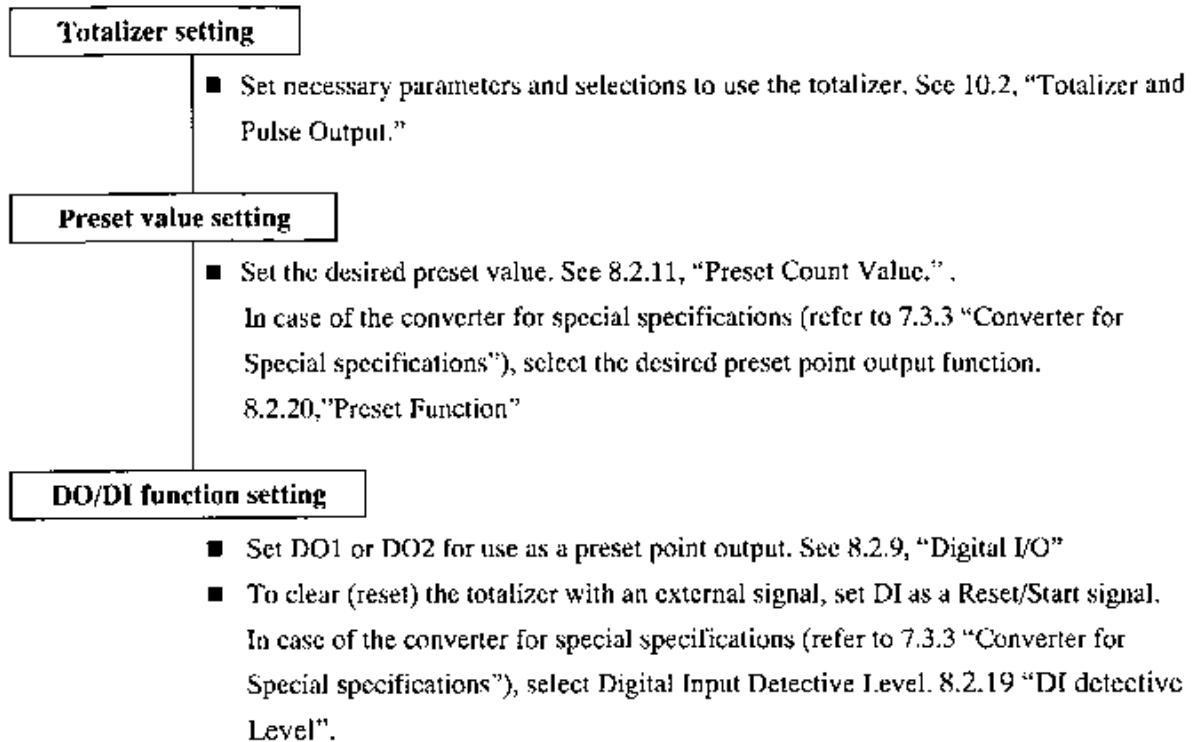 Totalizer setting
■ Set necessary parameters and selections to use the totalizer. See 10.2, “Totalizer and
Pulse Output.”
Preset value setting
■ Set the desired preset value. See 8.2.11, “Preset Count Value.” .
In case of the converter for special specifications (refer to 7.3.3 “Converter for
Special specifications”), select the desired preset point output function.
8.2.20,”Preset Function”
DO/DI function setting
■ Set DO1 or DO2 for use as a preset point output. See 8.2.9, “Digital I/O”
■ To clear (reset) the totalizer with an external signal, set DI as a Reset/Start signal.
In case of the converter for special specifications (refer to 7.3.3 “Converter for
Special specifications”), select Digital Input Detective Level. 8.2.19 “DI detective
Level”.